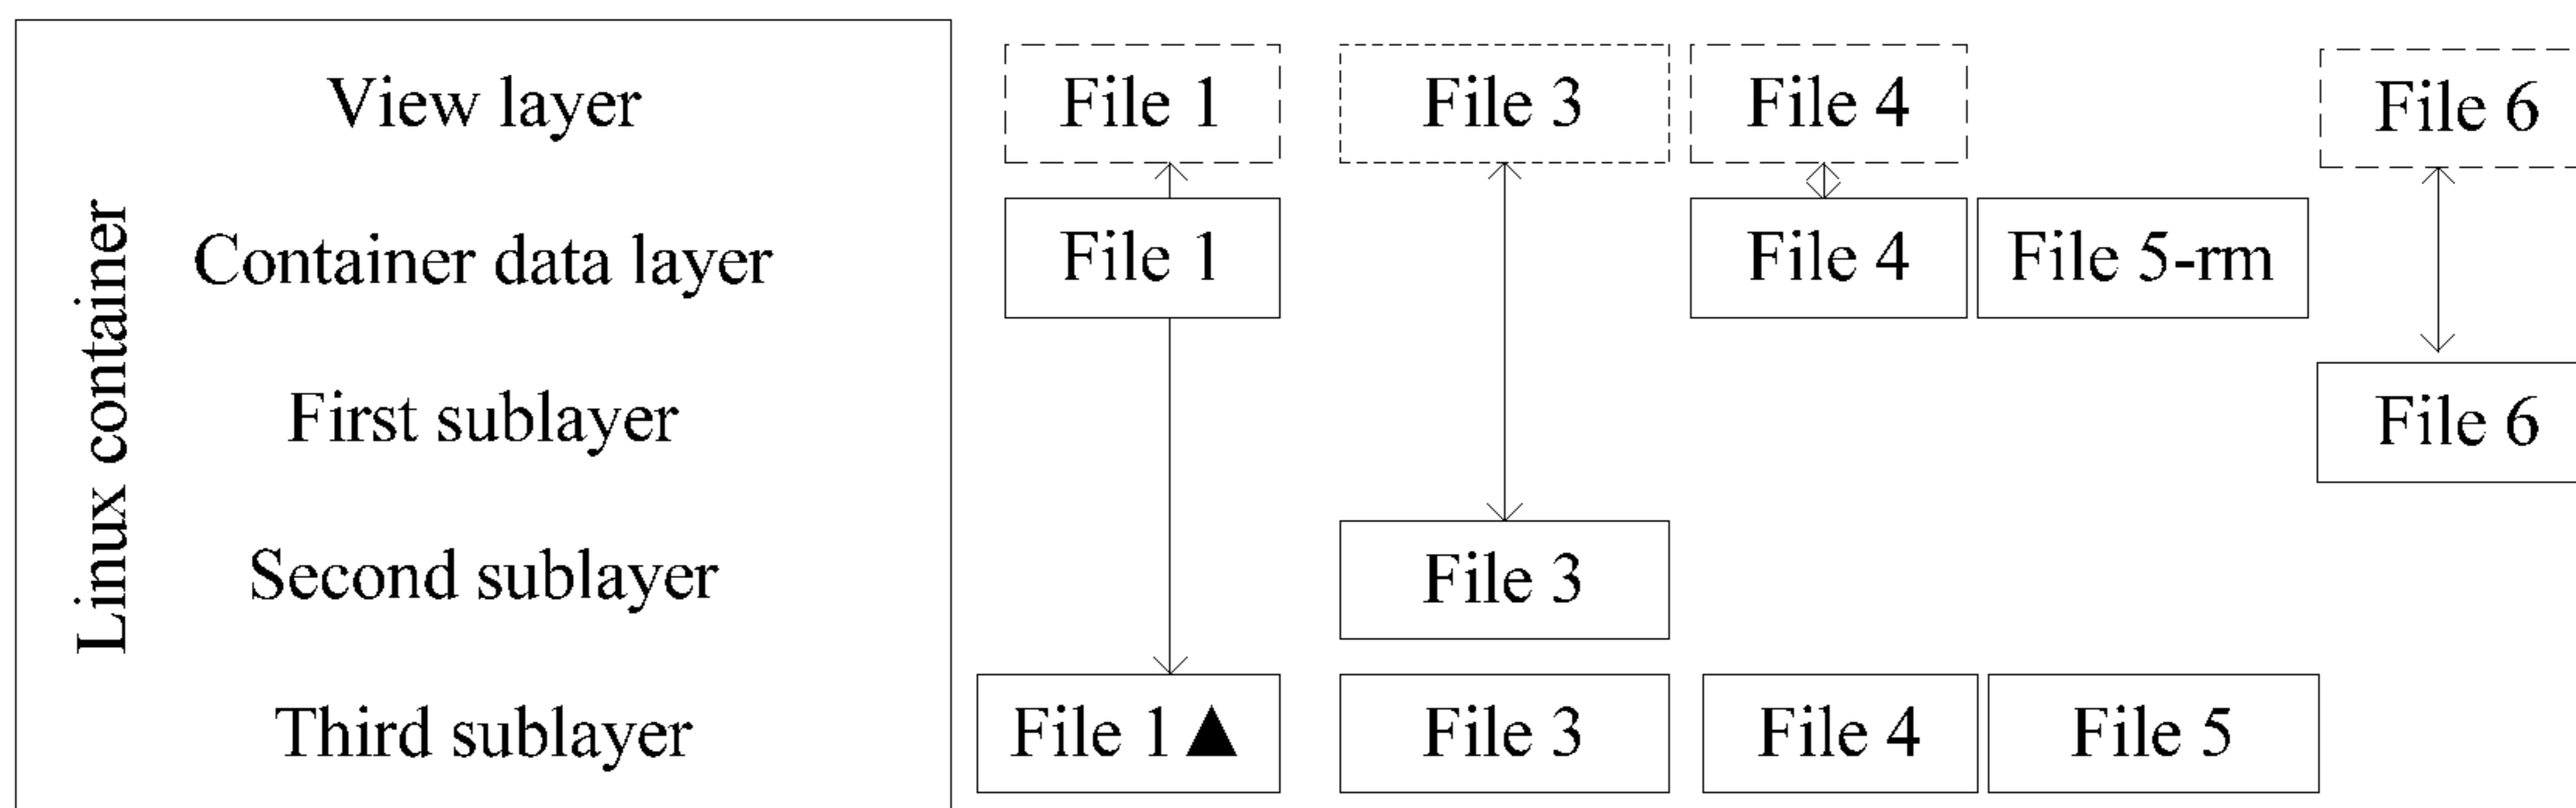 View layer File 1 File 3 File 4 File 6
Container data layer File 1 File 4 File 5-rm
Linux container
First sublayer File 6
Second sublayer File 3
Third sublayer File 1▲ File 3 File 4 File 5